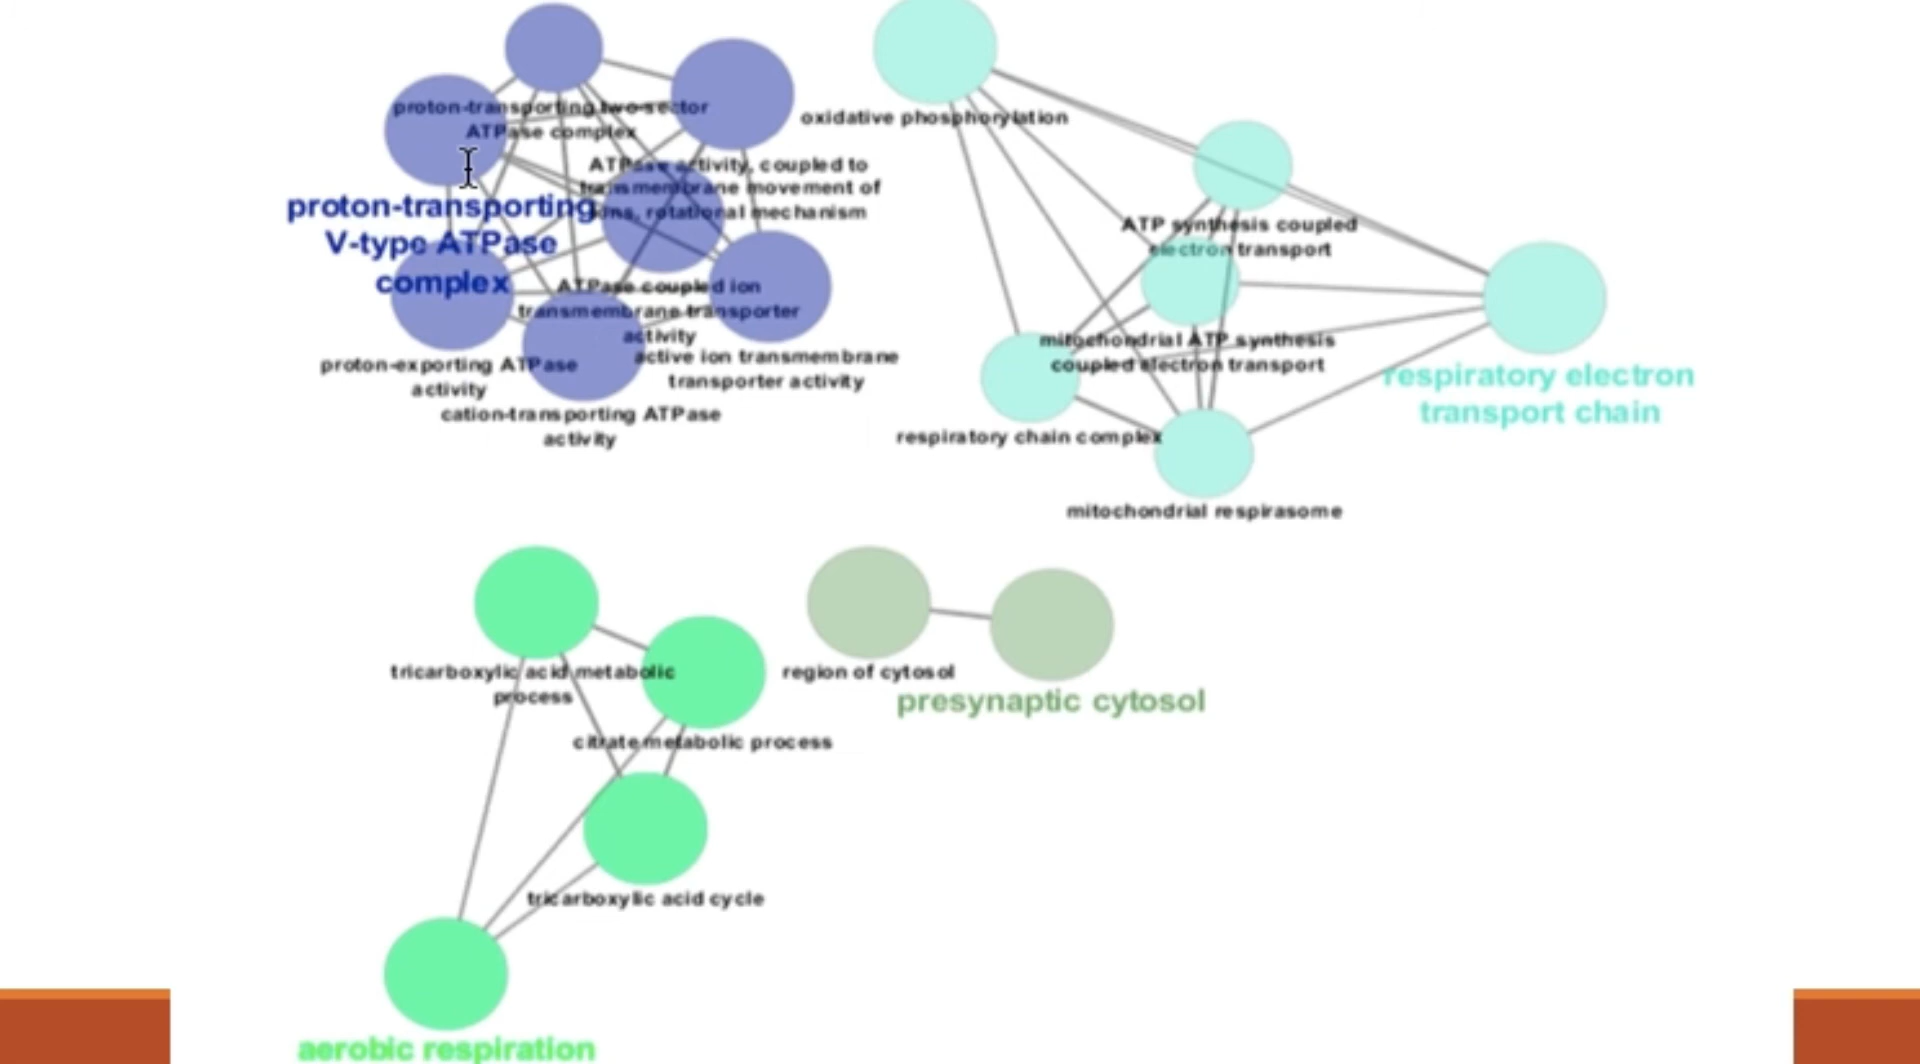 proton-transporting two-sector
ATPase complex
proton-transporting
V-type ATPase
complex
ATPase activity, coupled to
transmembrane movement of
ions, rotational mechanism
ATPase coupled ion
transmembrane transporter
activity
active ion transmembrane
transporter activity
proton-exporting ATPase
activity
cation-transporting ATPase
activity
oxidative phosphorylation
ATP synthesis coupled
electron transport
mitochondrial ATP synthesis
coupled electron transport
respiratory electron
transport chain
respiratory chain complex
mitochondrial respirasome
tricarboxylic acid metabolic
process
citrate metabolic process
region of cytosol
presynaptic cytosol
tricarboxylic acid cycle
aerobic respiration